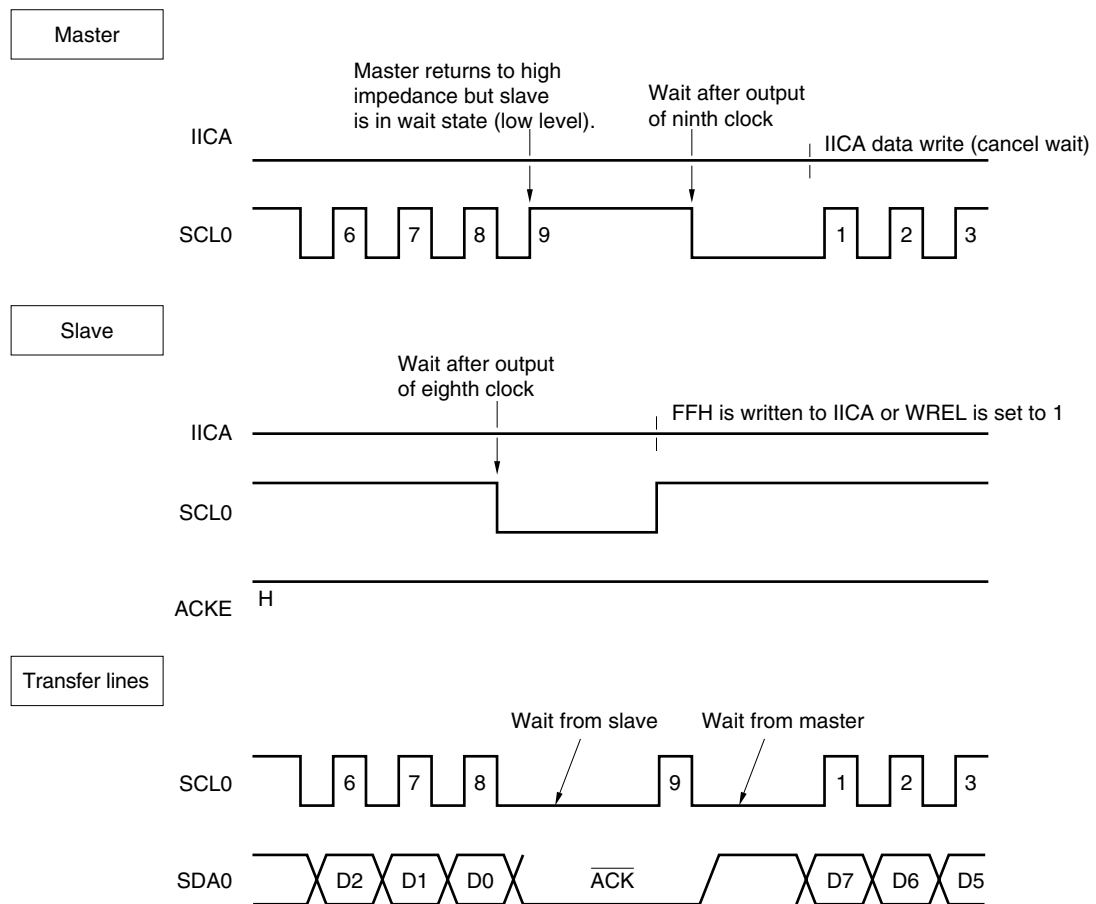 Master
Master returns to high
impedance but slave
is in wait state (low level).
Wait after output
of ninth clock
IICA
IICA data write (cancel wait)
SCL0
6 7 8 9 1 2 3
Slave
Wait after output
of eighth clock
FFH is written to IICA or WREL is set to 1
IICA
SCL0
H
ACKE
Transfer lines
Wait from slave
Wait from master
SCL0
6 7 8 9 1 2 3
SDA0
D2 D1 D0 ACK D7 D6 D5